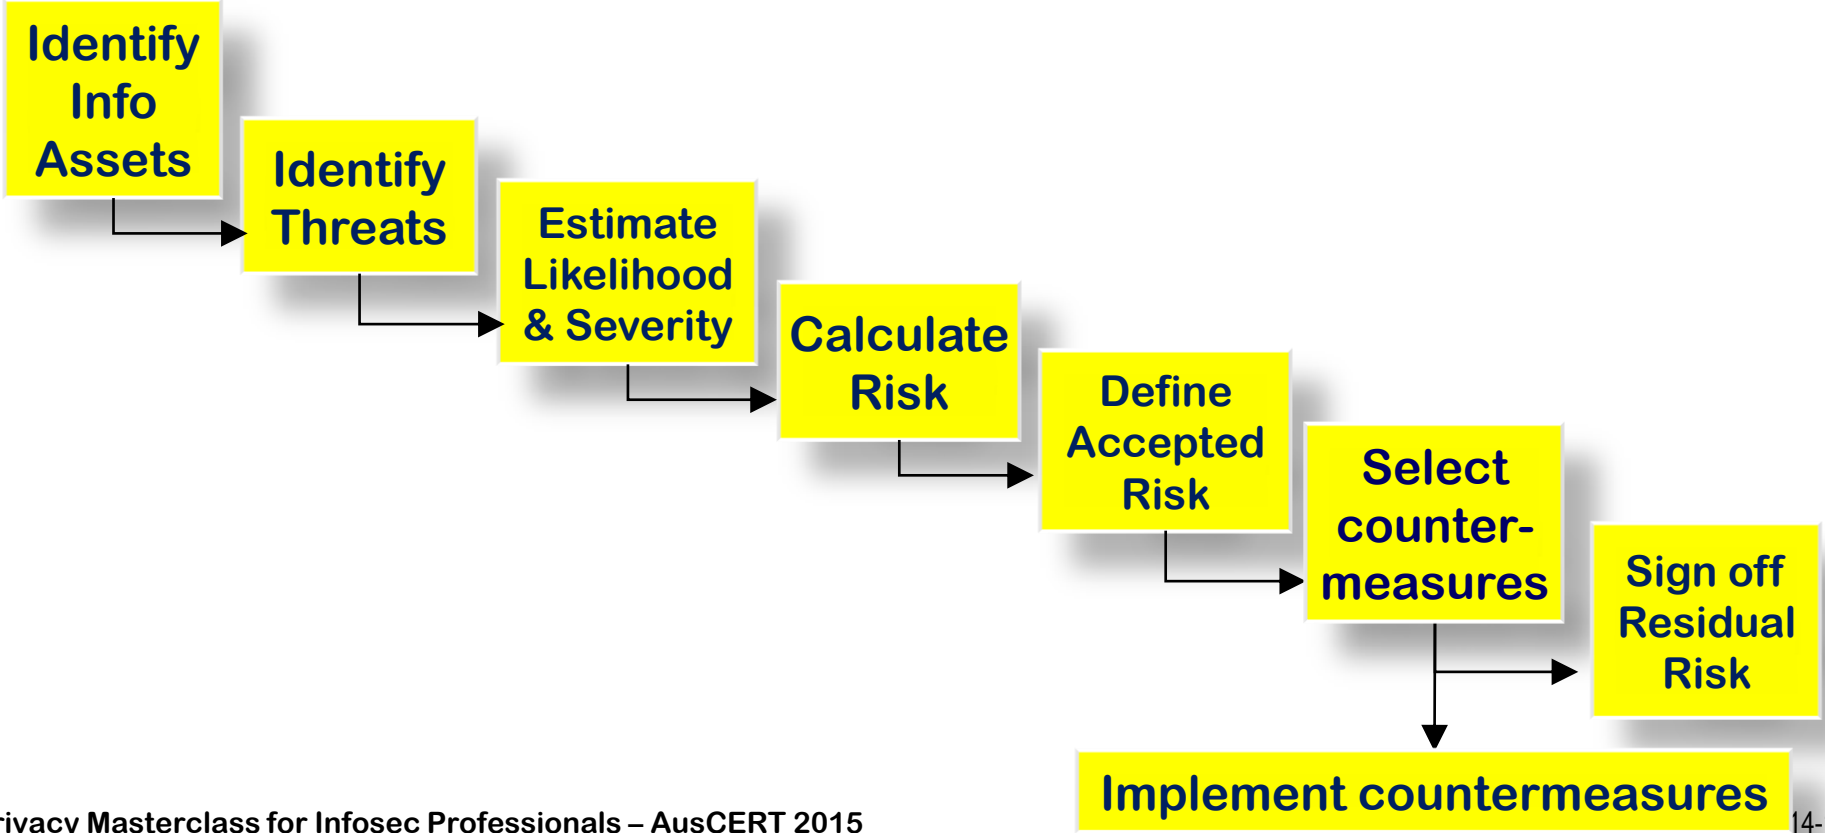 Identify
Info
Assets
Identify
Threats
Estimate
Likelihood
& Severity
Calculate
Risk
Define
Accepted
Risk
Select
counter-
measures
Sign off
Residual
Risk
Implement countermeasures
rivacy Masterclass for Infosec Professionals – AusCERT 2015
14-